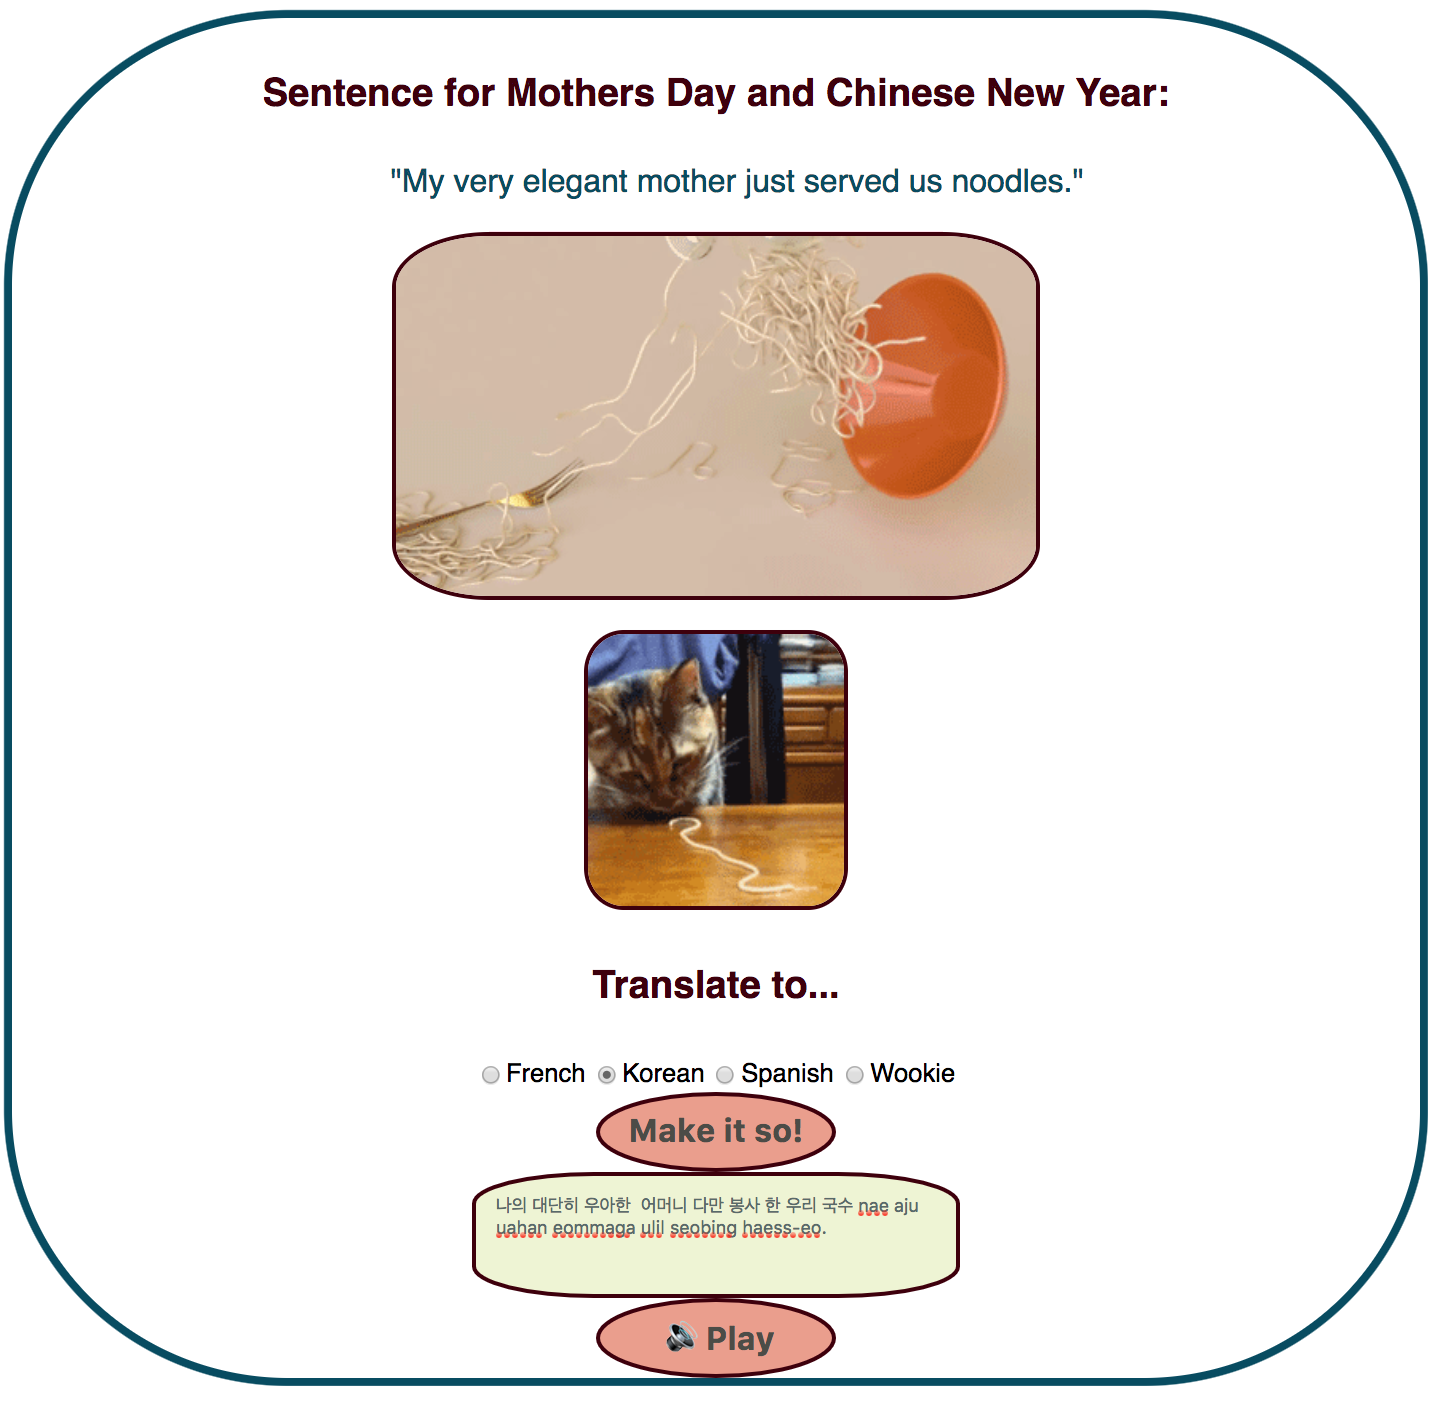 Sentence for Mothers Day and Chinese New Year:
"My very elegant mother just served us noodles."
Translate to...
French Korean Spanish Wookie
Make it so!
나의 대단히 우아한 어머니 다만 봉사 한 우리 국수 nae aju
uahan eommaga ulil seobing haess-eo.
🔊 Play